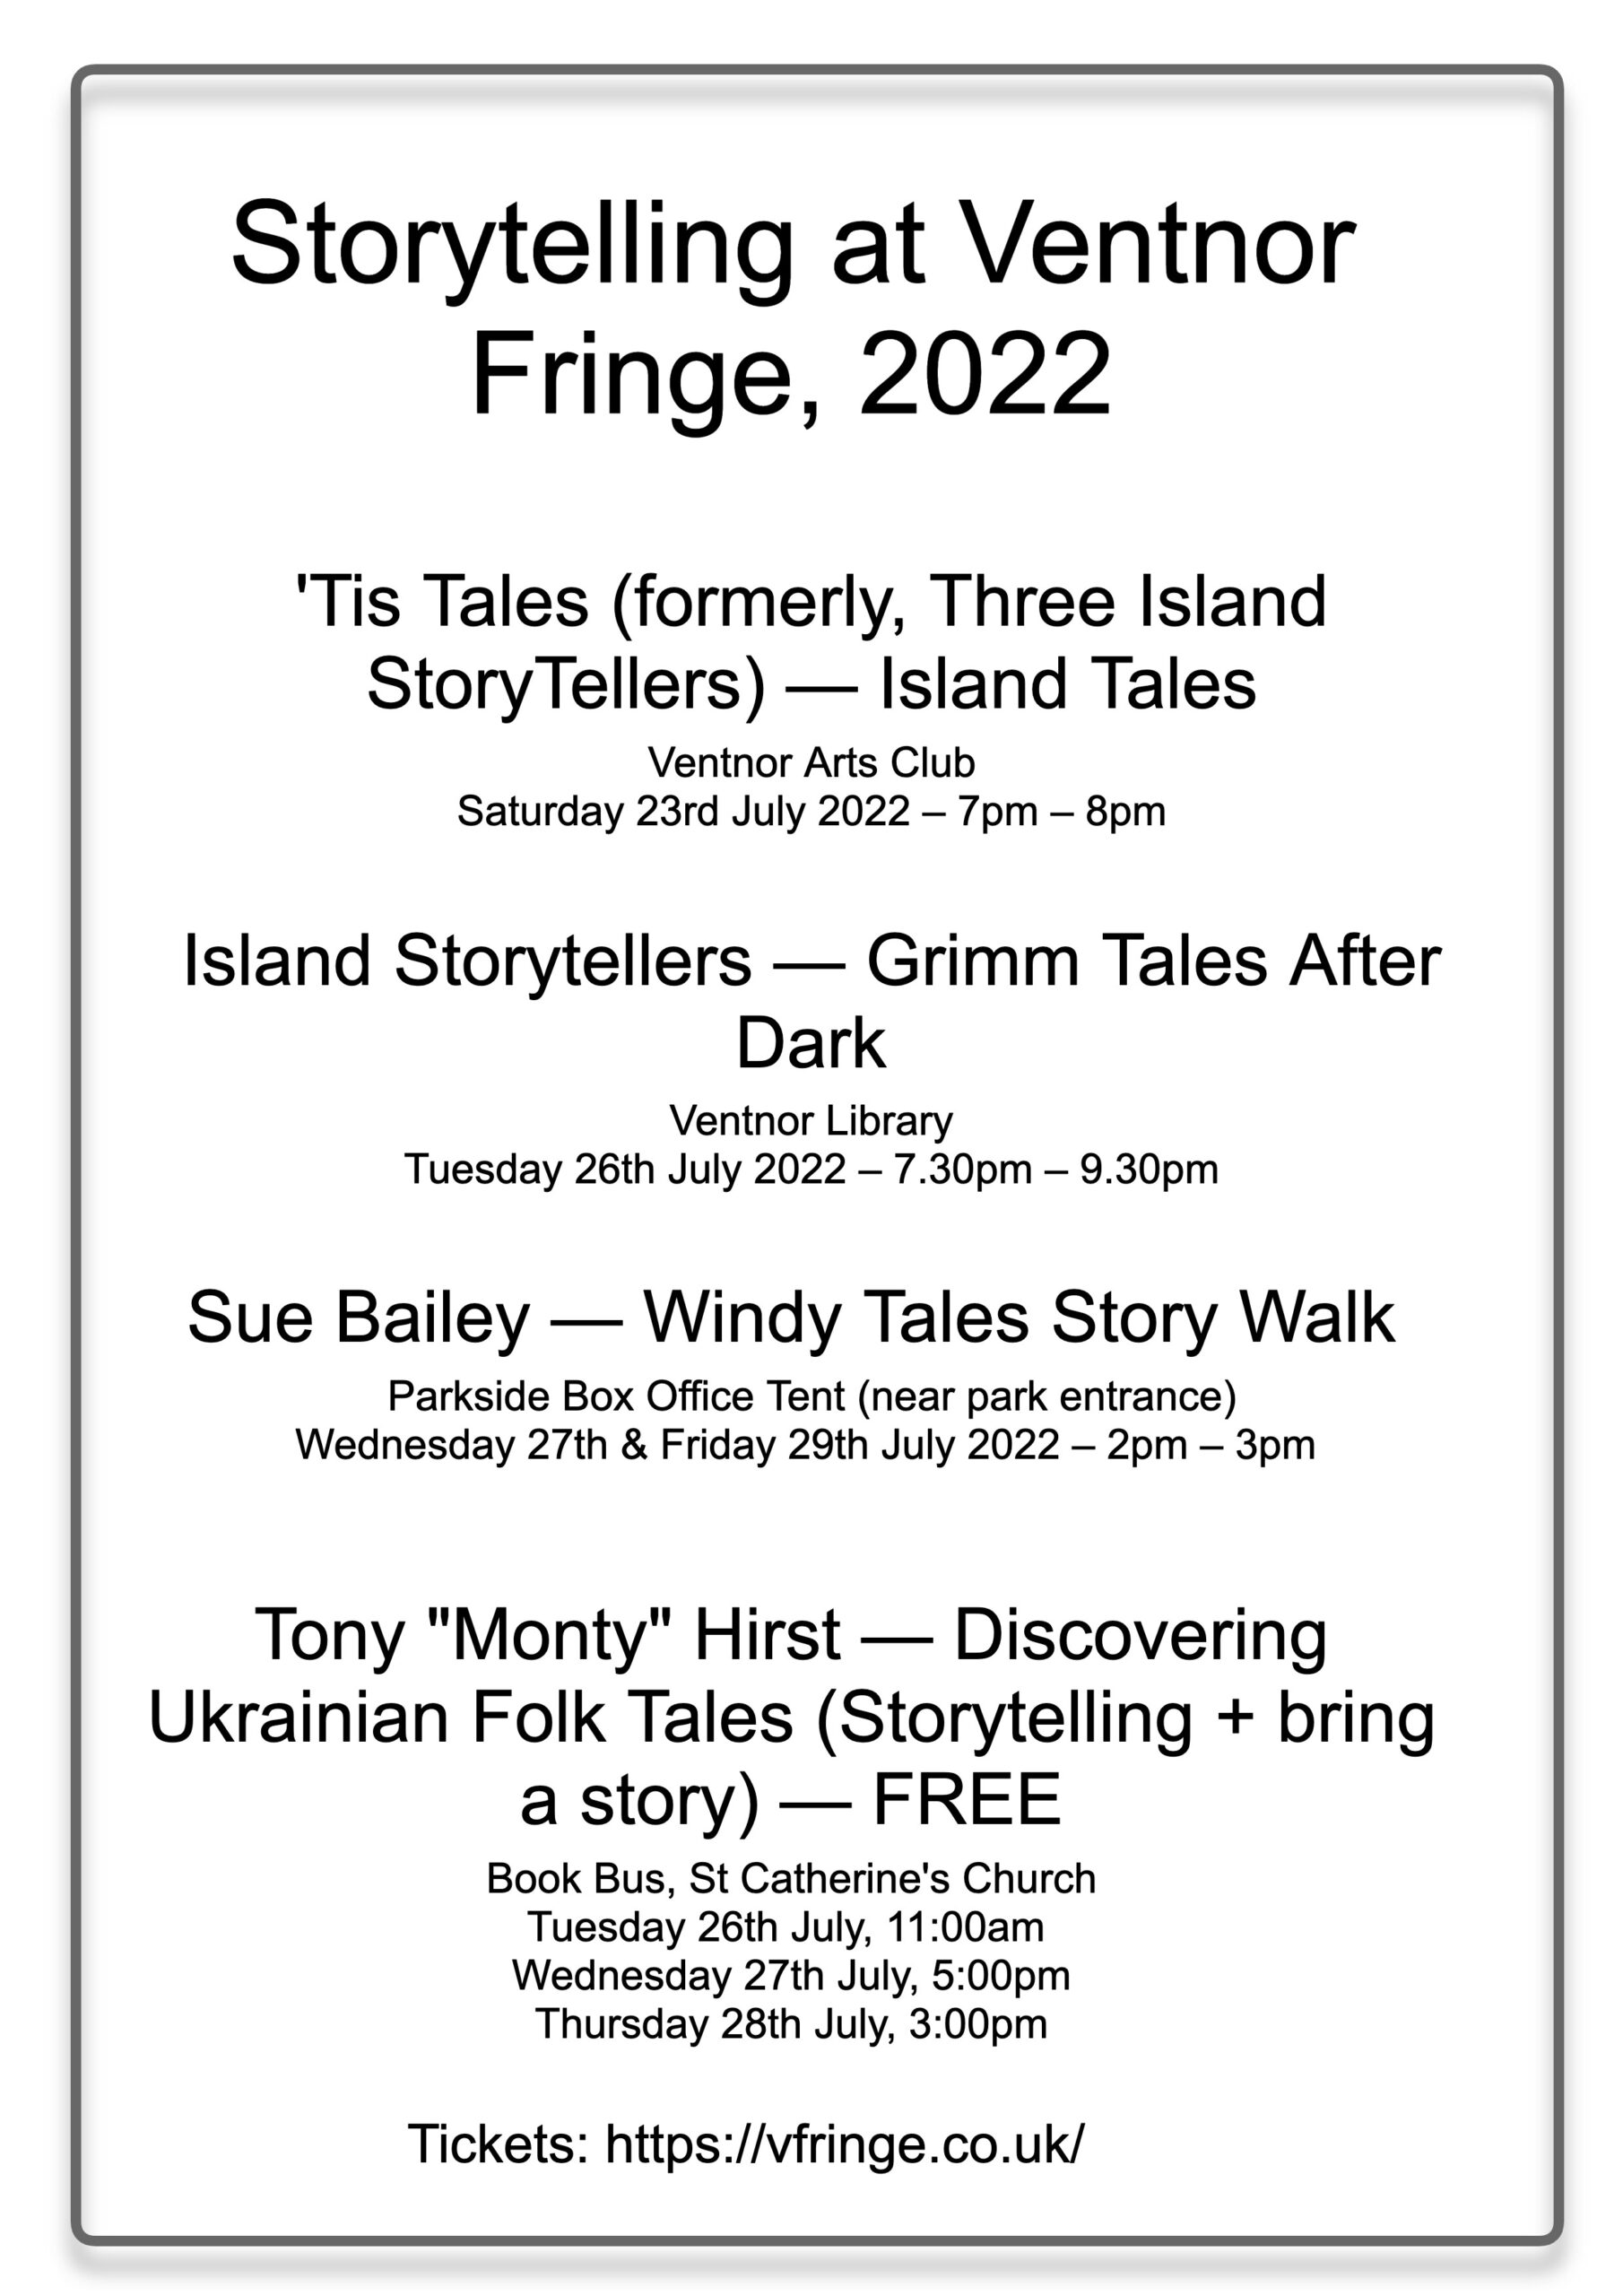 Storytelling at Ventnor
Fringe, 2022
'Tis Tales (formerly, Three Island
StoryTellers) — Island Tales
Ventnor Arts Club
Saturday 23rd July 2022 – 7pm – 8pm
Island Storytellers — Grimm Tales After
Dark
Ventnor Library
Tuesday 26th July 2022 – 7.30pm – 9.30pm
Sue Bailey — Windy Tales Story Walk
Parkside Box Office Tent (near park entrance)
Wednesday 27th & Friday 29th July 2022 – 2pm – 3pm
Tony "Monty" Hirst — Discovering
Ukrainian Folk Tales (Storytelling + bring
a story) — FREE
Book Bus, St Catherine's Church
Tuesday 26th July, 11:00am
Wednesday 27th July, 5:00pm
Thursday 28th July, 3:00pm
Tickets: https://vfringe.co.uk/